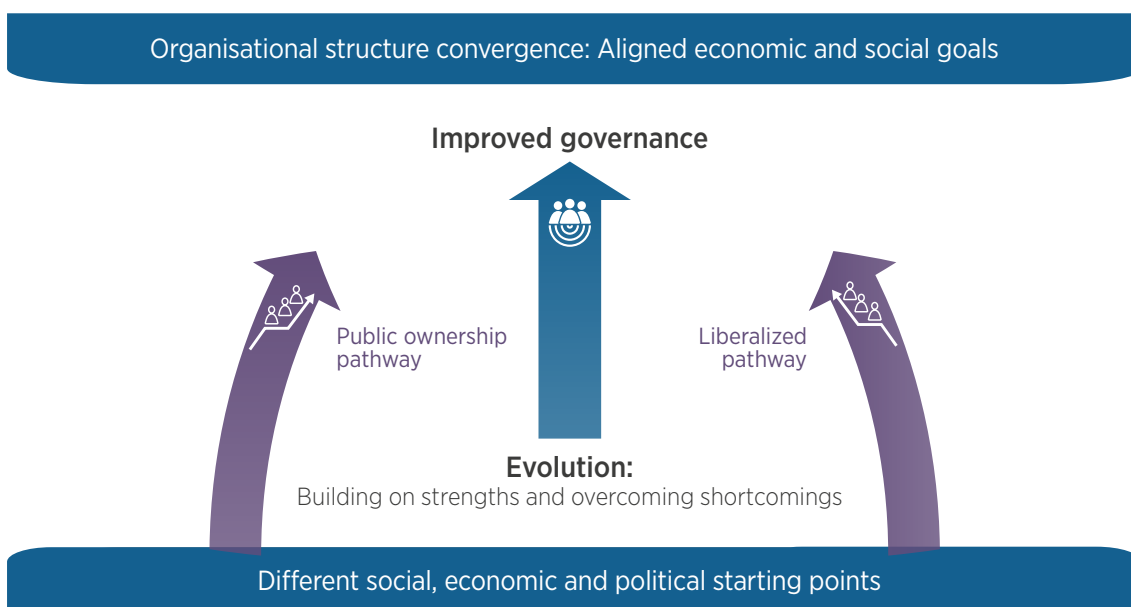 Organisational structure convergence: Aligned economic and social goals
Improved governance
Public ownership
pathway
Liberalized
pathway
Evolution:
Building on strengths and overcoming shortcomings
Different social, economic and political starting points